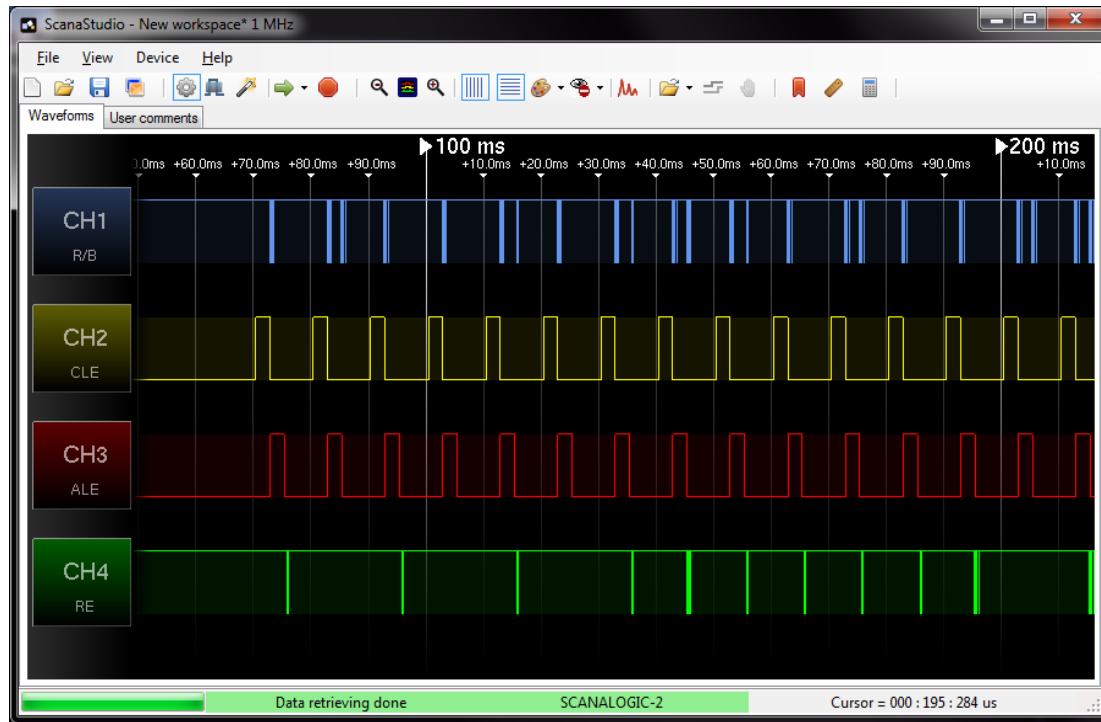 ScanaStudio - New workspace* 1 MHz
File View Device Help
Waveforms User comments
100 ms 200 ms
+60.0ms +70.0ms +80.0ms +90.0ms +10.0ms +20.0ms +30.0ms +40.0ms +50.0ms +60.0ms +70.0ms +80.0ms +90.0ms +10.0ms
CH1
R/B
CH2
CLE
CH3
ALE
CH4
RE
Data retrieving done SCANALOGIC-2 Cursor = 000 : 195 : 284 us